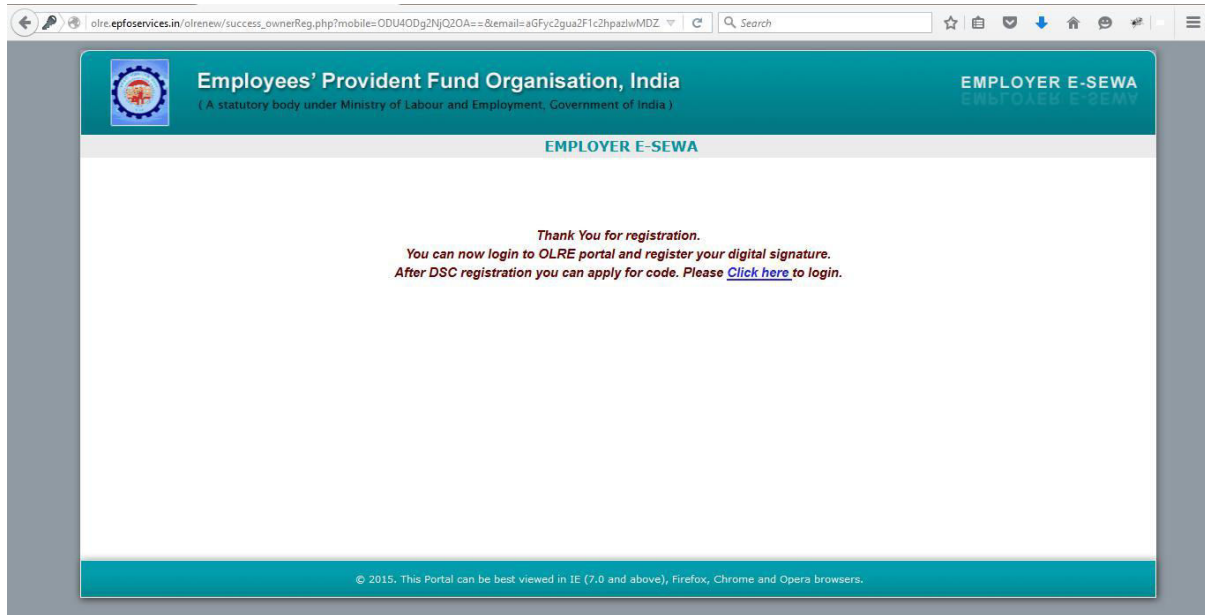 olre.epfoservices.in/olrenew/success_ownerReg.php?mobile=ODU4ODg2NjQ2OA==&email=aGFyc2gua2F1c2hpazIwMDZ
Search
Employees' Provident Fund Organisation, India
( A statutory body under Ministry of Labour and Employment, Government of India )
EMPLOYER E-SEWA
EMPLOYER E-SEWA
Thank You for registration.
You can now login to OLRE portal and register your digital signature.
After DSC registration you can apply for code. Please Click here to login.
© 2015. This Portal can be best viewed in IE (7.0 and above), Firefox, Chrome and Opera browsers.